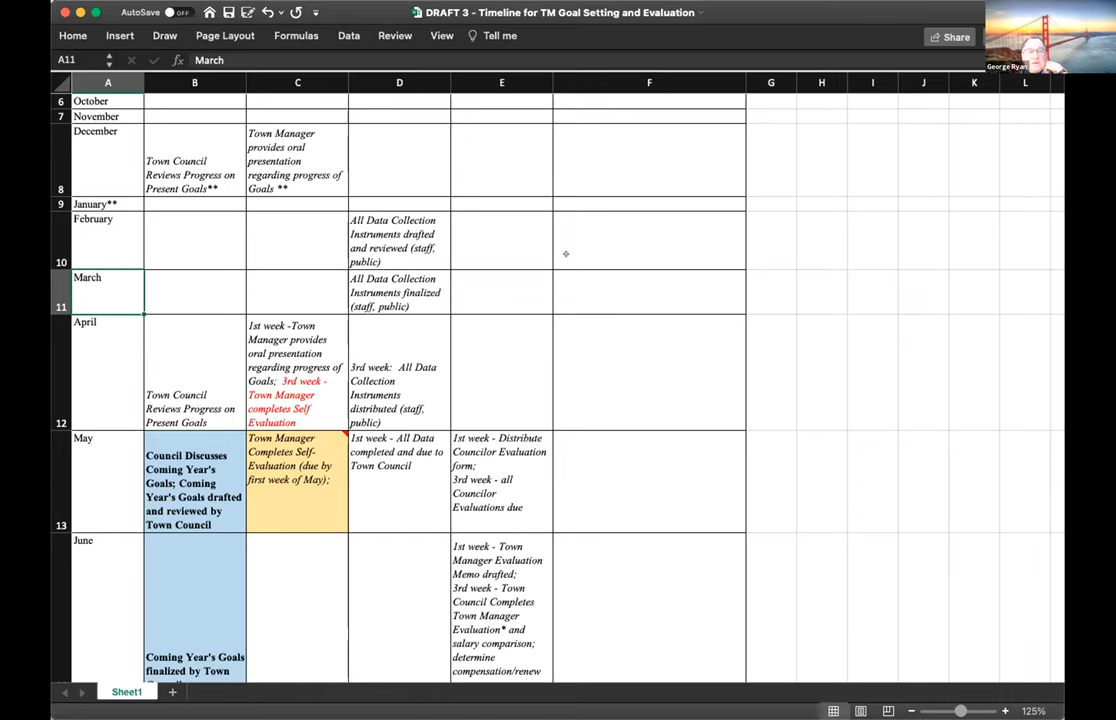 AutoSave OFF
DRAFT 3 - Timeline for TM Goal Setting and Evaluation
Home Insert Draw Page Layout Formulas Data Review View Tell me
Share
George Ryan
A11 fx March
A B C D E F G H I J K L
6 October
7 November
8 December
Town Council
Reviews Progress on
Present Goals**
Town Manager
provides oral
presentation
regarding progress of
Goals **
9 January**
10 February
All Data Collection
Instruments drafted
and reviewed (staff,
public)
11 March
All Data Collection
Instruments finalized
(staff, public)
12 April
Town Council
Reviews Progress on
Present Goals
1st week -Town
Manager provides
oral presentation
regarding progress of
Goals; 3rd week -
Town Manager
completes Self
Evaluation
3rd week: All Data
Collection
Instruments
distributed (staff,
public)
13 May
Council Discusses
Coming Year's
Goals; Coming
Year's Goals drafted
and reviewed by
Town Council
Town Manager
Completes Self-
Evaluation (due by
first week of May);
1st week - All Data
completed and due to
Town Council
1st week - Distribute
Councilor Evaluation
form;
3rd week - all
Councilor
Evaluations due
June
Coming Year's Goals
finalized by Town
1st week - Town
Manager Evaluation
Memo drafted;
3rd week - Town
Council Completes
Town Manager
Evaluation* and
salary comparison;
determine
compensation/renew
Sheet1
125%